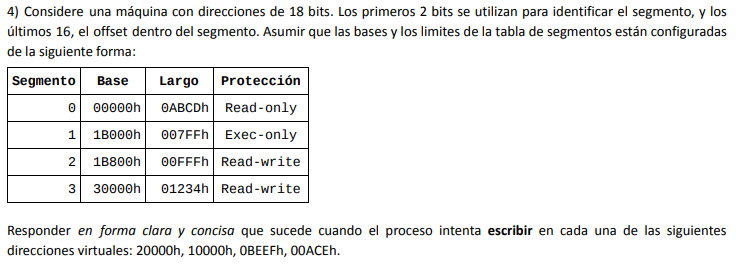 4) Considere una máquina con direcciones de 18 bits. Los primeros 2 bits se utilizan para identificar el segmento, y los
últimos 16, el offset dentro del segmento. Asumir que las bases y los limites de la tabla de segmentos están configuradas
de la siguiente forma:
Segmento Base Largo Protección
0 00000h 0ABCDh Read-only
1 1B000h 007FFh Exec-only
2 1B800h 00FFFh Read-write
3 30000h 01234h Read-write
Responder en forma clara y concisa que sucede cuando el proceso intenta escribir en cada una de las siguientes
direcciones virtuales: 20000h, 10000h, 0BEEFh, 00ACEh.